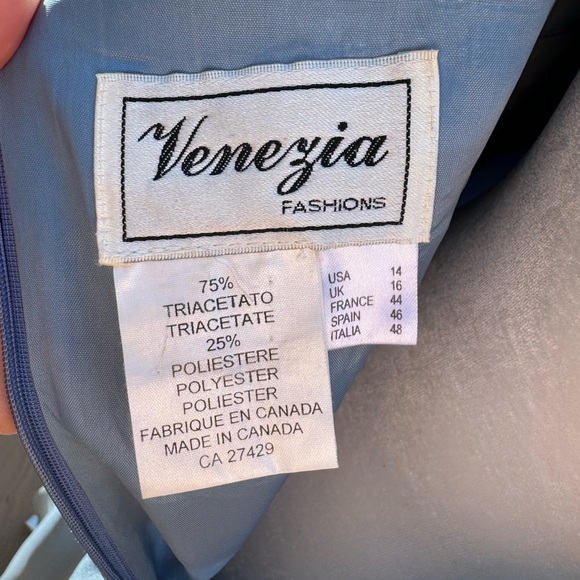 Venezia
FASHIONS
75%
TRIACETATO
TRIACETATE
25%
POLIESTERE
POLYESTER
POLIESTER
FABRIQUE EN CANADA
MADE IN CANADA
CA 27429
USA 14
UK 16
FRANCE 44
SPAIN 46
ITALIA 48